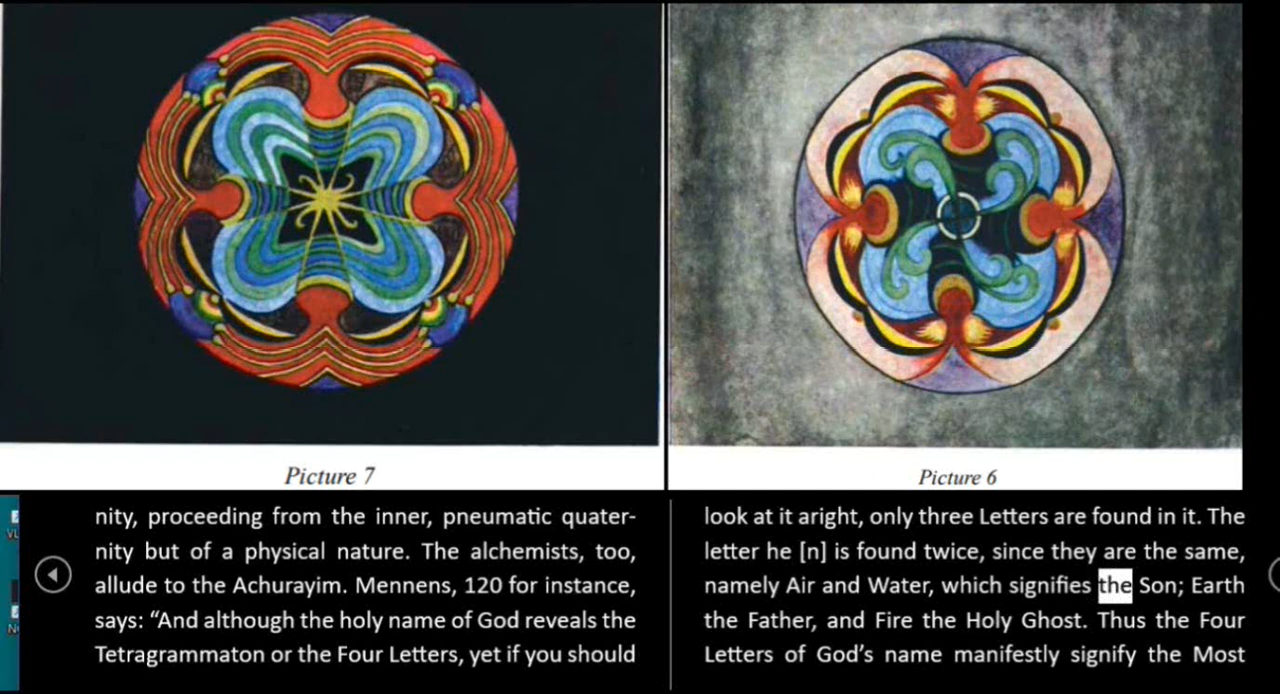 Picture 7
Picture 6
nity, proceeding from the inner, pneumatic quater-
nity but of a physical nature. The alchemists, too,
allude to the Achurayim. Mennens, 120 for instance,
says: “And although the holy name of God reveals the
Tetragrammaton or the Four Letters, yet if you should
look at it aright, only three Letters are found in it. The
letter he [n] is found twice, since they are the same,
namely Air and Water, which signifies the Son; Earth
the Father, and Fire the Holy Ghost. Thus the Four
Letters of God’s name manifestly signify the Most